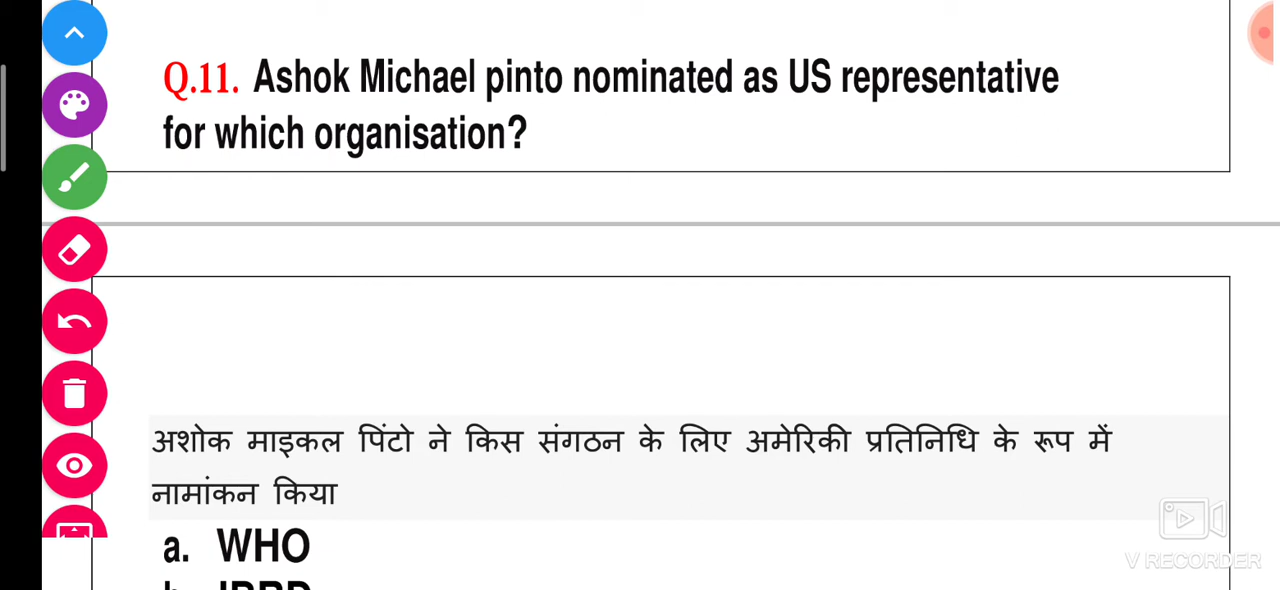 Q.11. Ashok Michael pinto nominated as US representative
for which organisation?
अशोक माइकल पिंटो ने किस संगठन के लिए अमेरिकी प्रतिनिधि के रूप में
नामांकन किया
a. WHO
V RECORDER